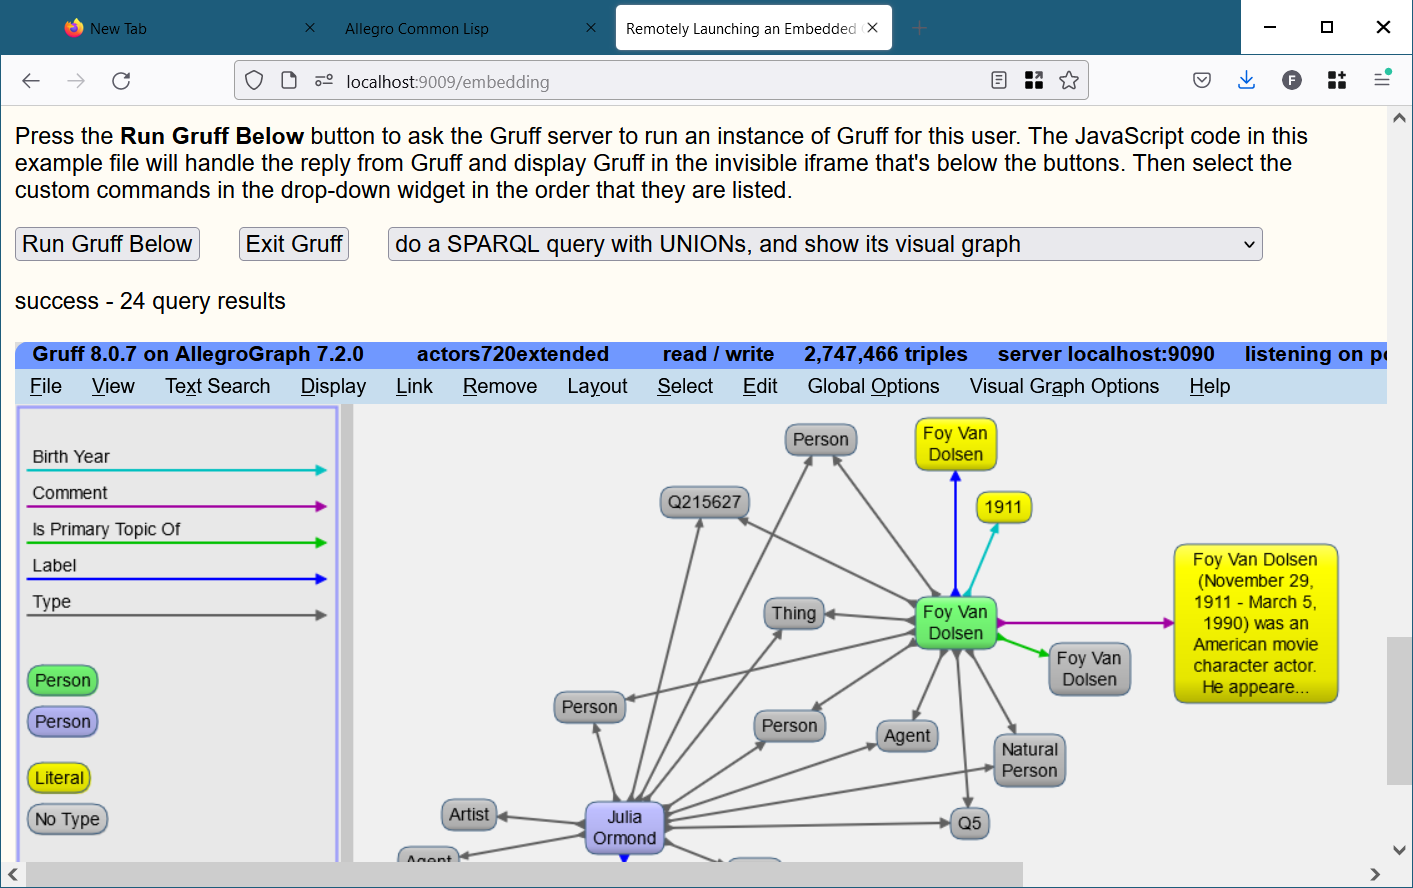 New Tab
Allegro Common Lisp
Remotely Launching an Embedded
localhost:9009/embedding
F
Press the Run Gruff Below button to ask the Gruff server to run an instance of Gruff for this user. The JavaScript code in this
example file will handle the reply from Gruff and display Gruff in the invisible iframe that's below the buttons. Then select the
custom commands in the drop-down widget in the order that they are listed.
Run Gruff Below
Exit Gruff
do a SPARQL query with UNIONs, and show its visual graph
success - 24 query results
Gruff 8.0.7 on AllegroGraph 7.2.0 actors720extended read / write 2,747,466 triples server localhost:9090 listening on
File View Text Search Display Link Remove Layout Select Edit Global Options Visual Graph Options Help
Birth Year
Comment
Is Primary Topic Of
Label
Type
Person
Person
Literal
No Type
Person
Foy Van
Dolsen
Q215627
1911
Foy Van Dolsen
(November 29,
1911 - March 5,
1990) was an
American movie
character actor.
He appeare...
Thing
Foy Van
Dolsen
Foy Van
Dolsen
Person
Person
Agent
Natural
Person
Artist
Julia
Ormond
Q5
Agent